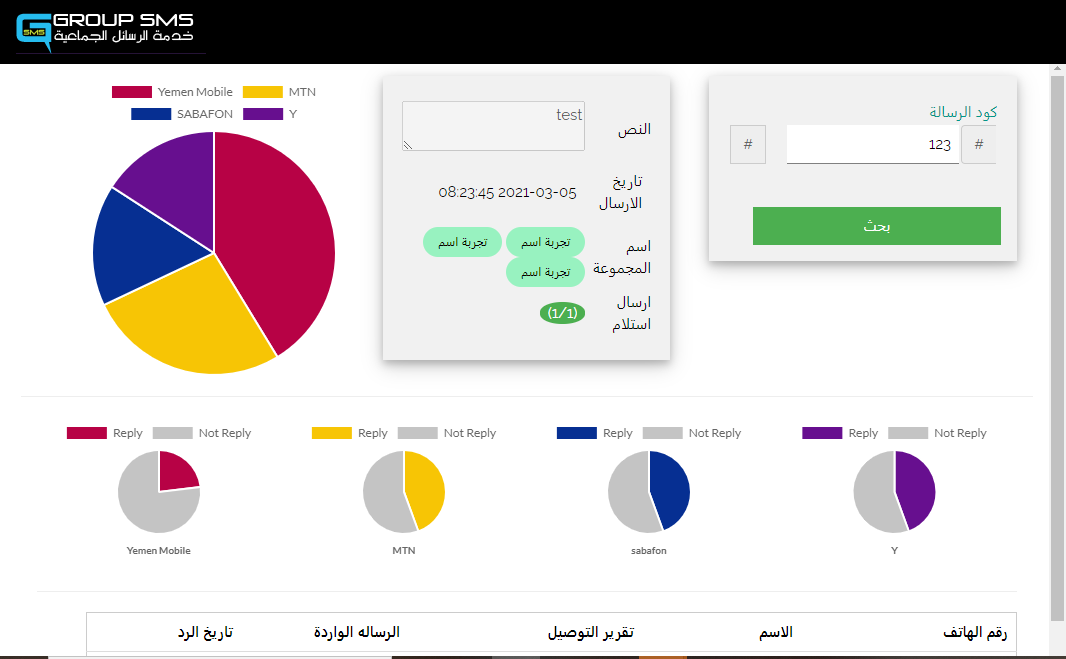 GROUP SMS
SMS
خدمة الرسائل الجماعية
كود الرسالة
#
123
#
بحث
test
النص
تاريخ
الارسال
08:23:45 2021-03-05
اسم
المجموعة
تجربة اسم
تجربة اسم
تجربة اسم
ارسال
استلام
(1/1)
Yemen Mobile
MTN
SABAFON
Y
Reply
Not Reply
Yemen Mobile
Reply
Not Reply
MTN
Reply
Not Reply
sabafon
Reply
Not Reply
Y
رقم الهاتف
الاسم
تقرير التوصيل
الرساله الواردة
تاريخ الرد